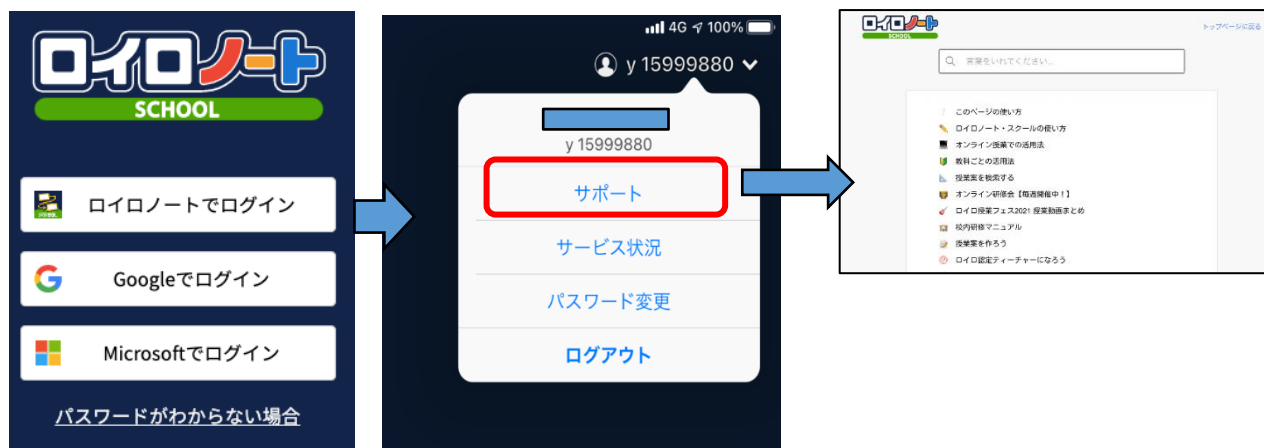 ロイロノート
SCHOOL
ロイロノートでログイン
Googleでログイン
Microsoftでログイン
パスワードがわからない場合
4G 100%
y 15999880
y 15999880
サポート
サービス状況
パスワード変更
ログアウト
ロイロノート
SCHOOL
トップページに戻る
言葉をいれてください...
このページの使い方
ロイロノート・スクールの使い方
オンライン授業での活用法
教科ごとの活用法
授業案を検索する
オンライン研修会【毎週開催中！】
ロイロ授業フェス2021 授業動画まとめ
校内研修マニュアル
授業案を作ろう
ロイロ認定ティーチャーになろう